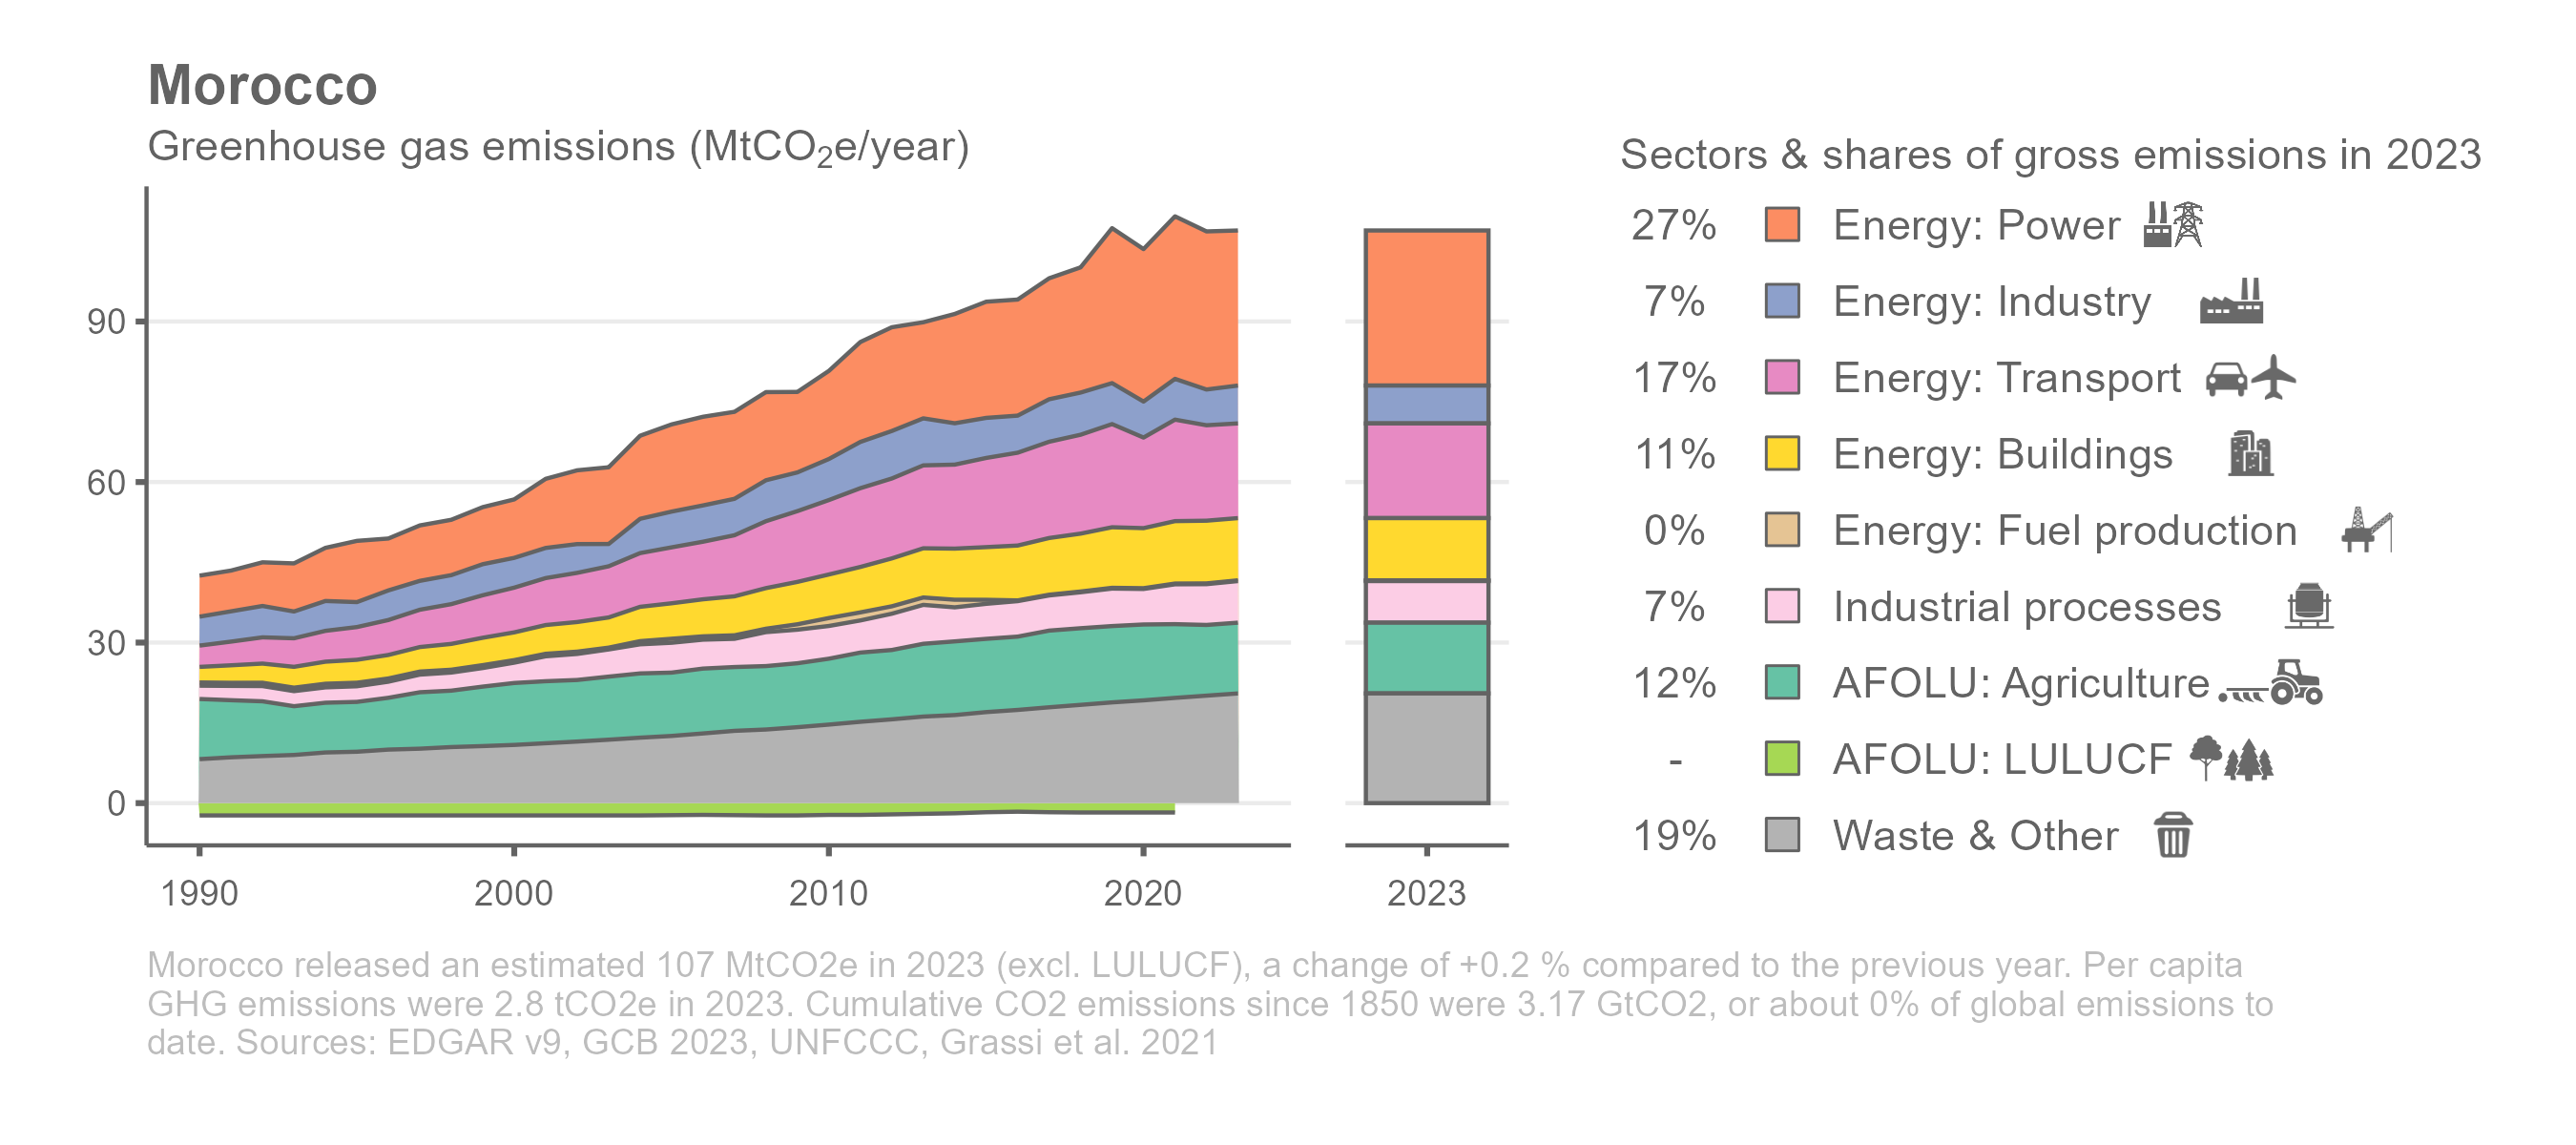 Morocco
Greenhouse gas emissions (MtCO₂e/year)
90
60
30
0
1990 2000 2010 2020 2023
Sectors & shares of gross emissions in 2023
27% Energy: Power
7% Energy: Industry
17% Energy: Transport
11% Energy: Buildings
0% Energy: Fuel production
7% Industrial processes
12% AFOLU: Agriculture
- AFOLU: LULUCF
19% Waste & Other
Morocco released an estimated 107 MtCO2e in 2023 (excl. LULUCF), a change of +0.2 % compared to the previous year. Per capita
GHG emissions were 2.8 tCO2e in 2023. Cumulative CO2 emissions since 1850 were 3.17 GtCO2, or about 0% of global emissions to
date. Sources: EDGAR v9, GCB 2023, UNFCCC, Grassi et al. 2021